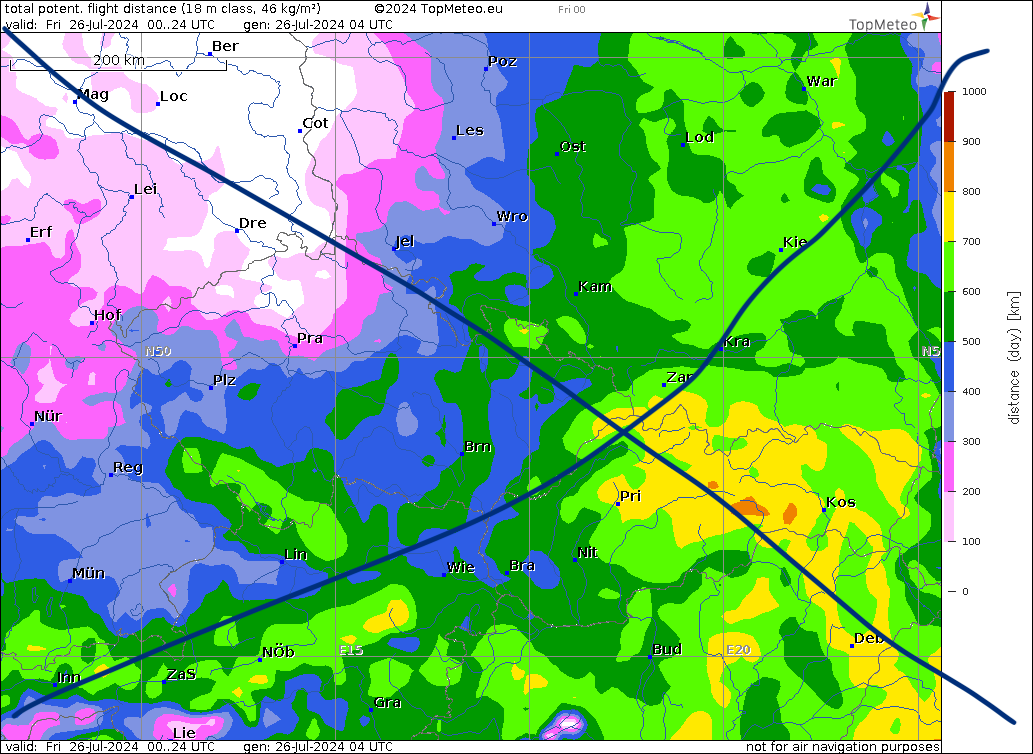 total potent. flight distance (18 m class, 46 kg/m²) ©2024 TopMeteo.eu Fri 00
valid: Fri 26-Jul-2024 00..24 UTC gen: 26-Jul-2024 04 UTC TopMeteo
Ber
200 km
Poz
War
Mag
Loc
1000
Cot
Les
Lod
900
Ost
Lei
800
Wro
Dre
Erf
Jel
Kie
700
Kam
600
Hof
Pra
Kra
500
N50
N5
distance (day) [km]
Plz
Zar
400
Nür
Brn
300
Reg
Pri
Kos
200
100
Lin
Nit
Mün
Wie
Bra
0
Deb
NÖb
E15
Bud
E20
Inn
ZaS
Gra
Lie
valid: Fri 26-Jul-2024 00..24 UTC gen: 26-Jul-2024 04 UTC not for air navigation purposes